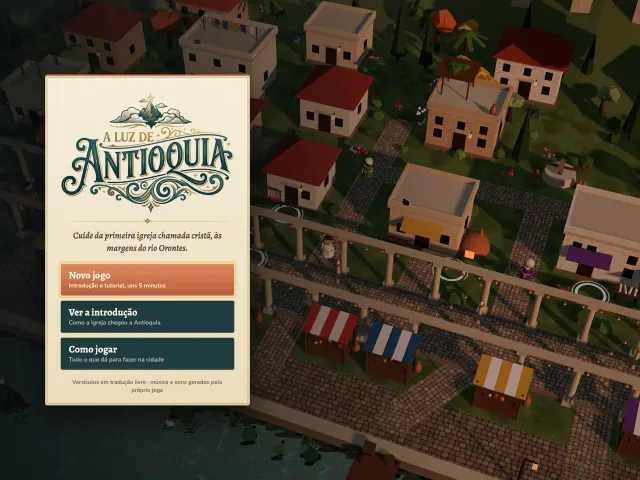 A LUZ DE
ANTIOQUIA
Cuide da primeira igreja chamada cristã, às
margens do rio Orontes.
Novo jogo
Introdução e tutorial, uns 5 minutos
Ver a introdução
Como a igreja chegou a Antioquia
Como jogar
Tudo o que dá para fazer na cidade
Versículos em tradução livre · música e sons gerados pelo
próprio jogo